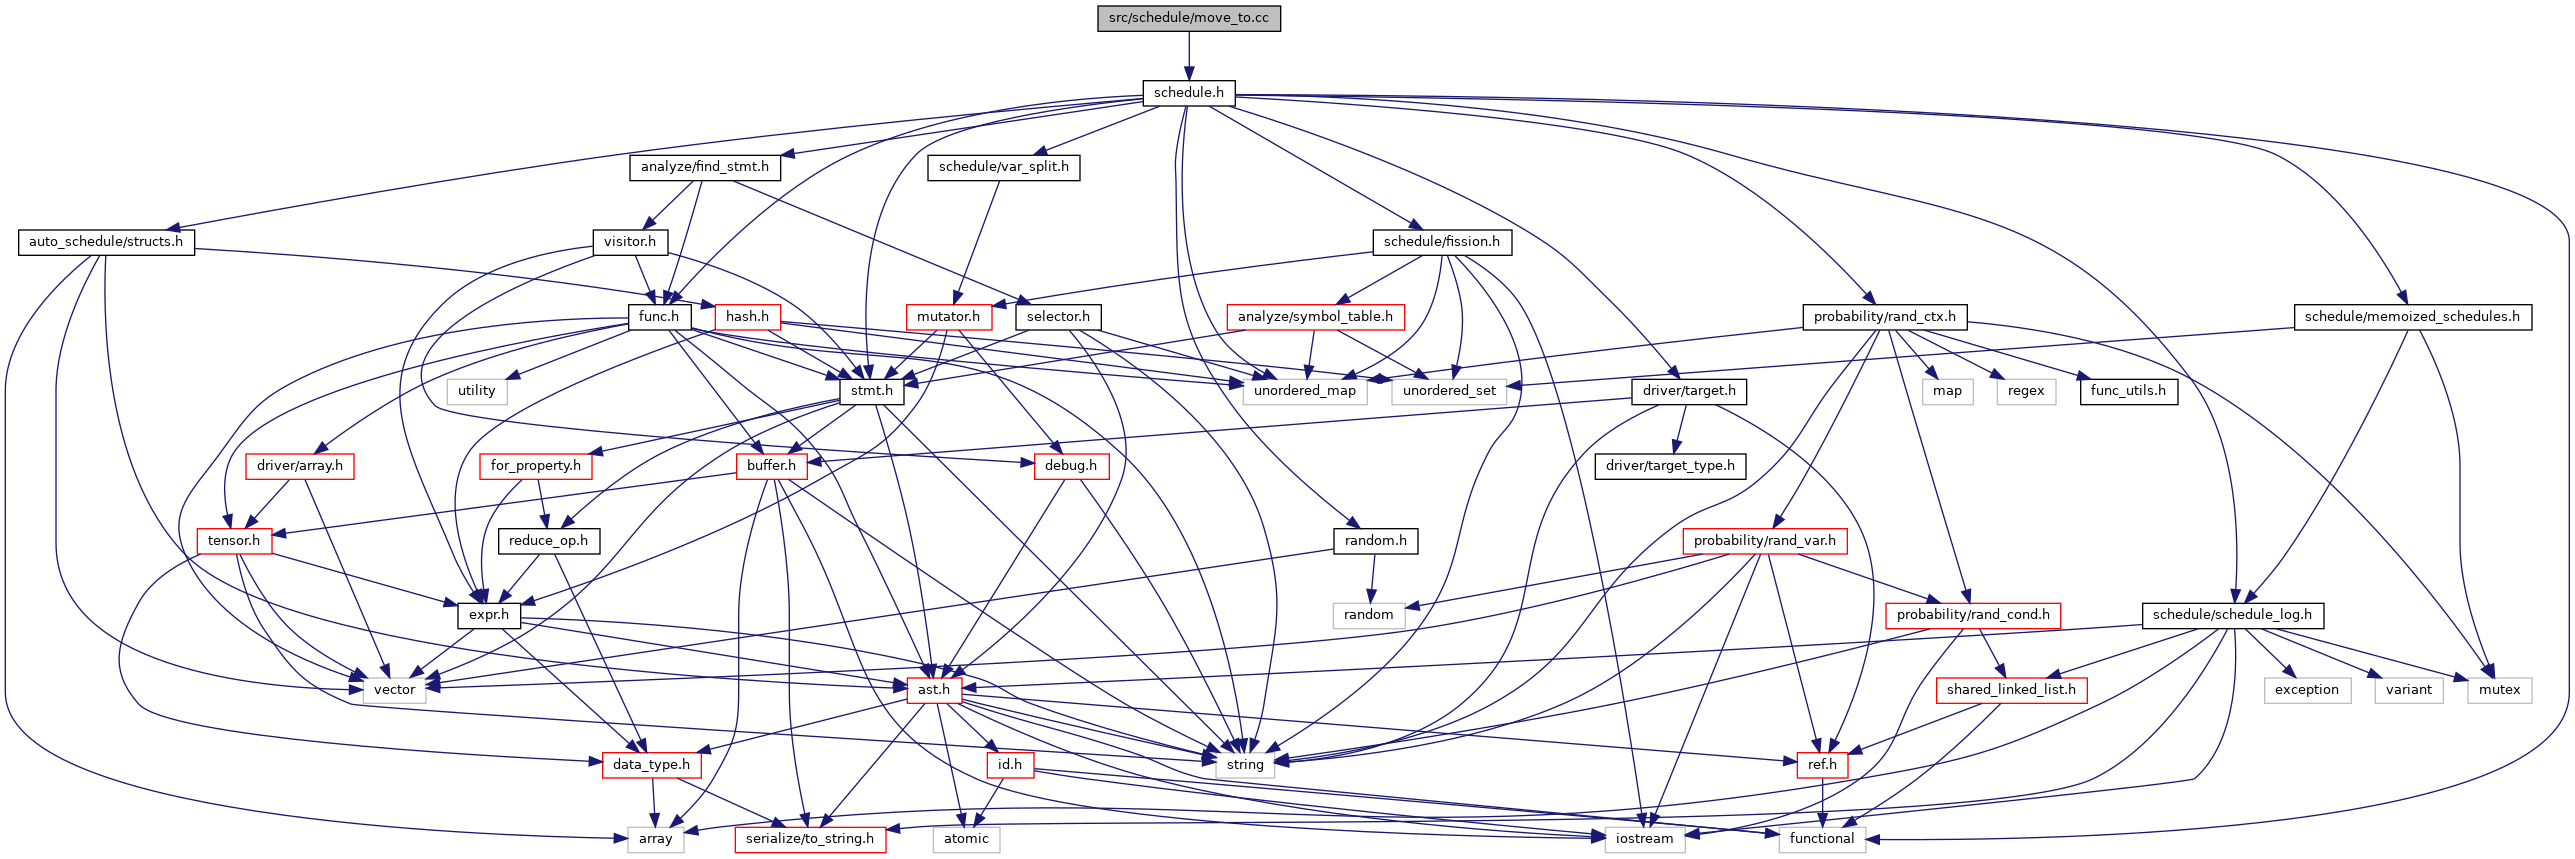 src/schedule/move_to.cc
schedule.h
analyze/find_stmt.h
schedule/var_split.h
auto_schedule/structs.h
visitor.h
schedule/fission.h
func.h
hash.h
mutator.h
selector.h
analyze/symbol_table.h
probability/rand_ctx.h
schedule/memoized_schedules.h
utility
stmt.h
unordered_map
unordered_set
driver/target.h
map
regex
func_utils.h
driver/array.h
for_property.h
buffer.h
debug.h
driver/target_type.h
tensor.h
reduce_op.h
random.h
probability/rand_var.h
expr.h
random
probability/rand_cond.h
schedule/schedule_log.h
vector
ast.h
shared_linked_list.h
exception
variant
mutex
data_type.h
id.h
string
ref.h
array
serialize/to_string.h
atomic
iostream
functional